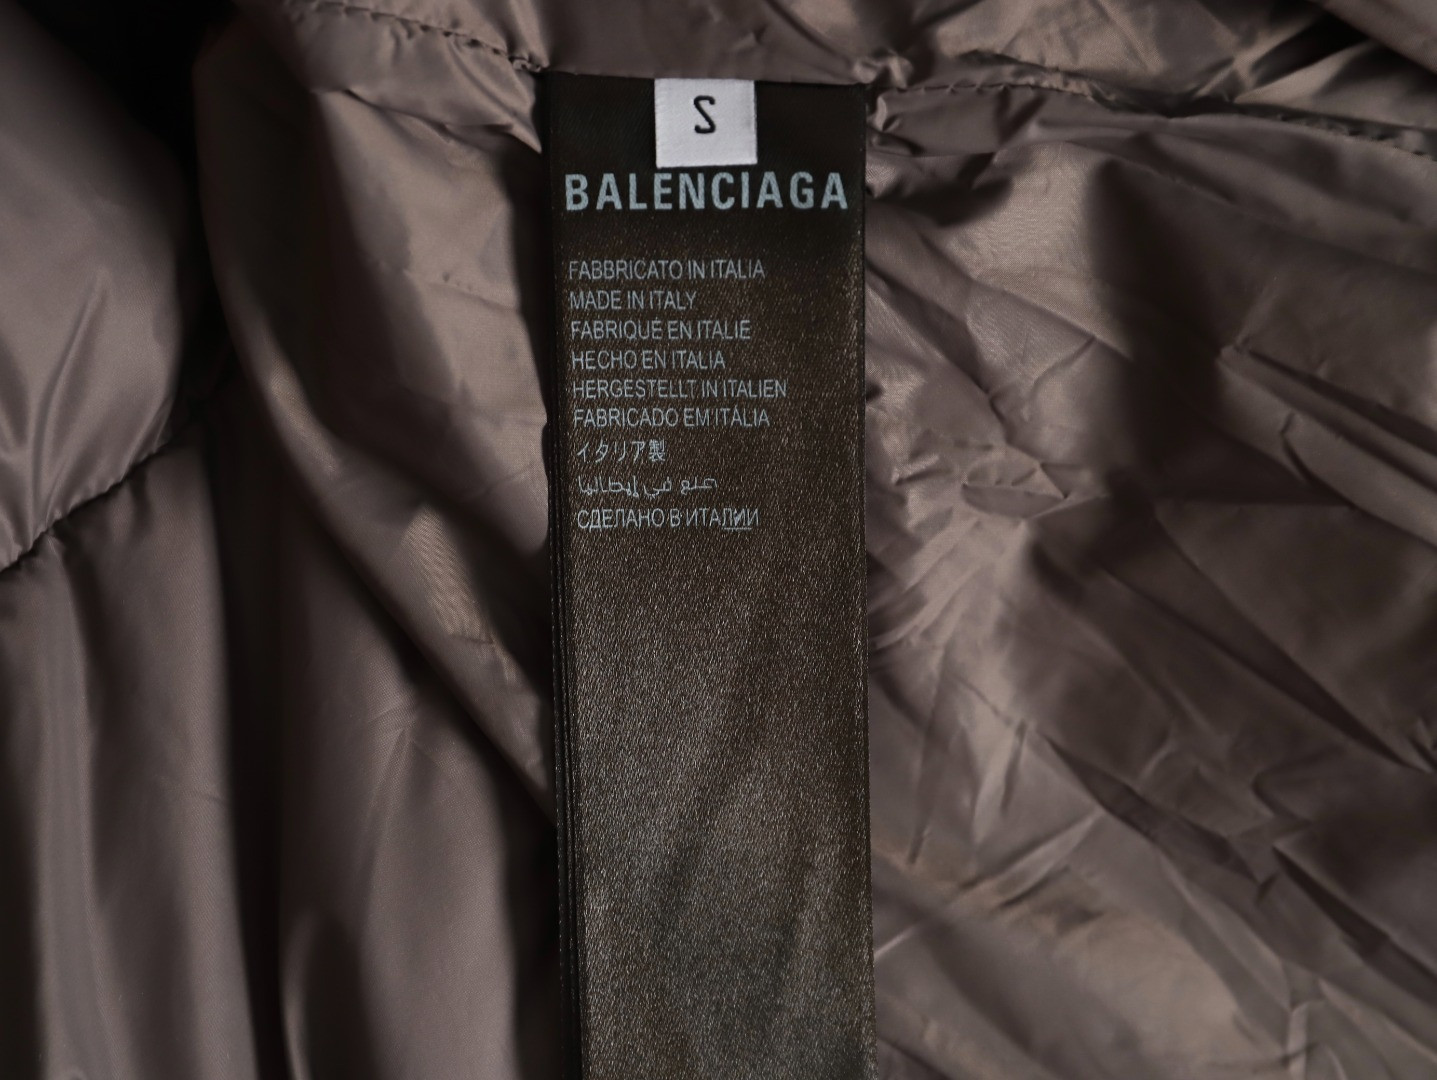 S
BALENCIAGA
FABBRICATO IN ITALIA
MADE IN ITALY
FABRIQUÉ EN ITALIE
HECHO EN ITALIA
HERGESTELLT IN ITALIEN
FABRICADO EM ITÁLIA
イタリア製
صنع في إيطاليا
СДЕЛАНО В ИТАЛИИ